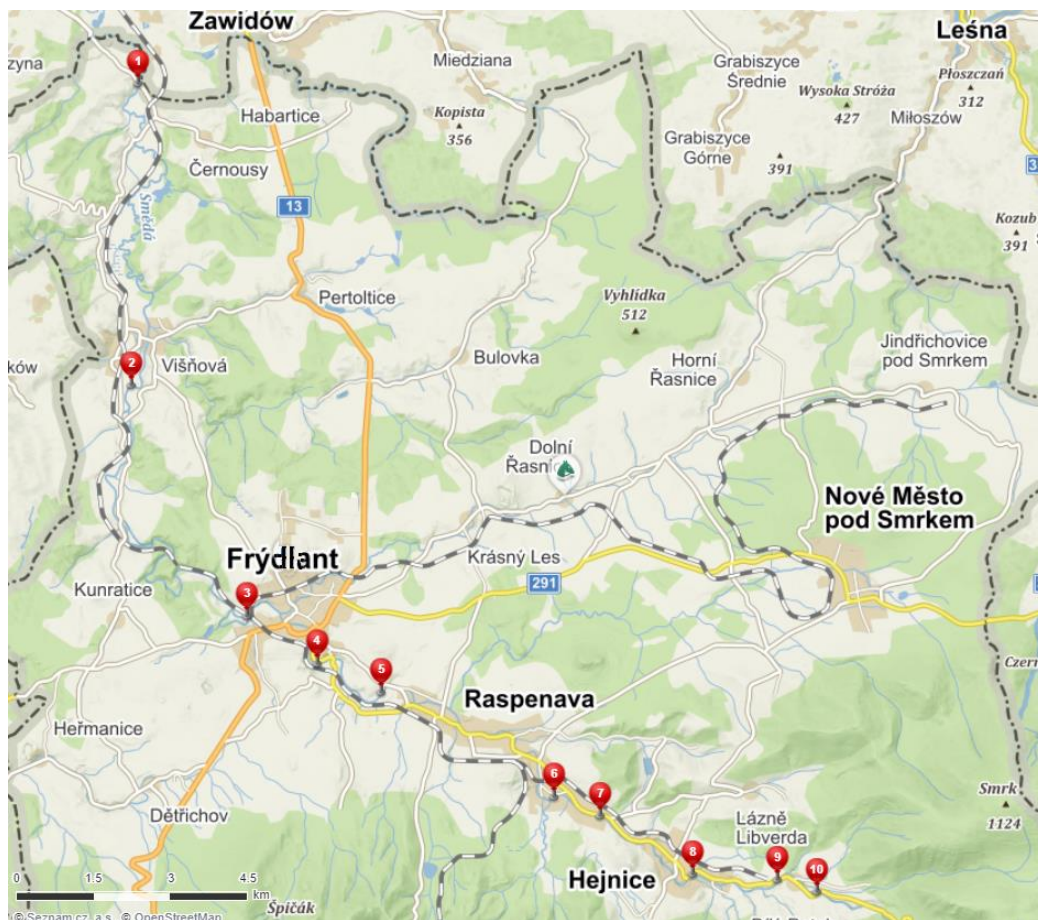 Zawidów
Leśna
Miedziana
Grabiszyce
Średnie
Płoszczań
312
Wysoka Stróża
427
Miłoszów
1
zyna
Habartice
Kopista
356
Grabiszyce
Górne
391
Černousy
Smědá
13
Kozub
391
Pertoltice
Vyhlídka
512
2
Višňová
ków
Bulovka
Horní
Řasnice
Jindřichovice
pod Smrkem
Dolní
Nové Město
pod Smrkem
Frýdlant
Krásný Les
291
Kunratice
3
4
5
Raspenava
Heřmanice
6
7
Smrk
1124
Dětřichov
Lázně
Libverda
8
9
10
Hejnice
0 1.5 3 4.5
km
Špičák
© Seznam.cz, a.s., © OpenStreetMap